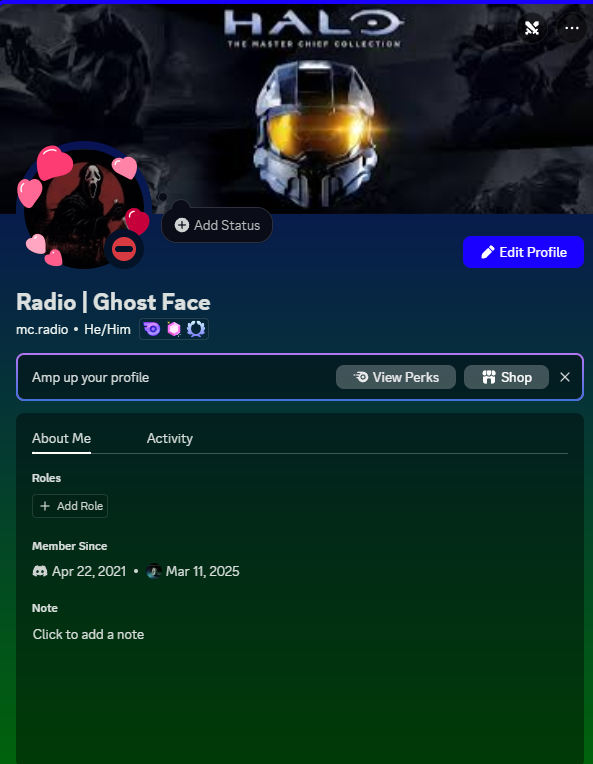 HALO
THE MASTER CHIEF COLLECTION
Add Status
Edit Profile
Radio | Ghost Face
mc.radio • He/Him
Amp up your profile
View Perks
Shop
About Me
Activity
Roles
+ Add Role
Member Since
Apr 22, 2021 • Mar 11, 2025
Note
Click to add a note